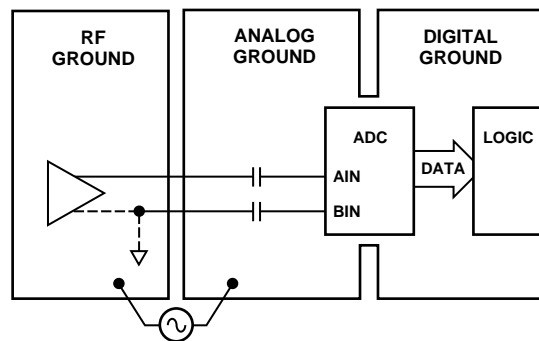 RF
GROUND
ANALOG
GROUND
DIGITAL
GROUND
ADC
LOGIC
DATA
AIN
BIN